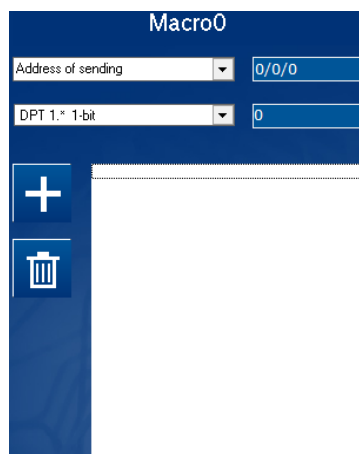 Macro0
Address of sending 0/0/0
DPT 1.* 1-bit 0